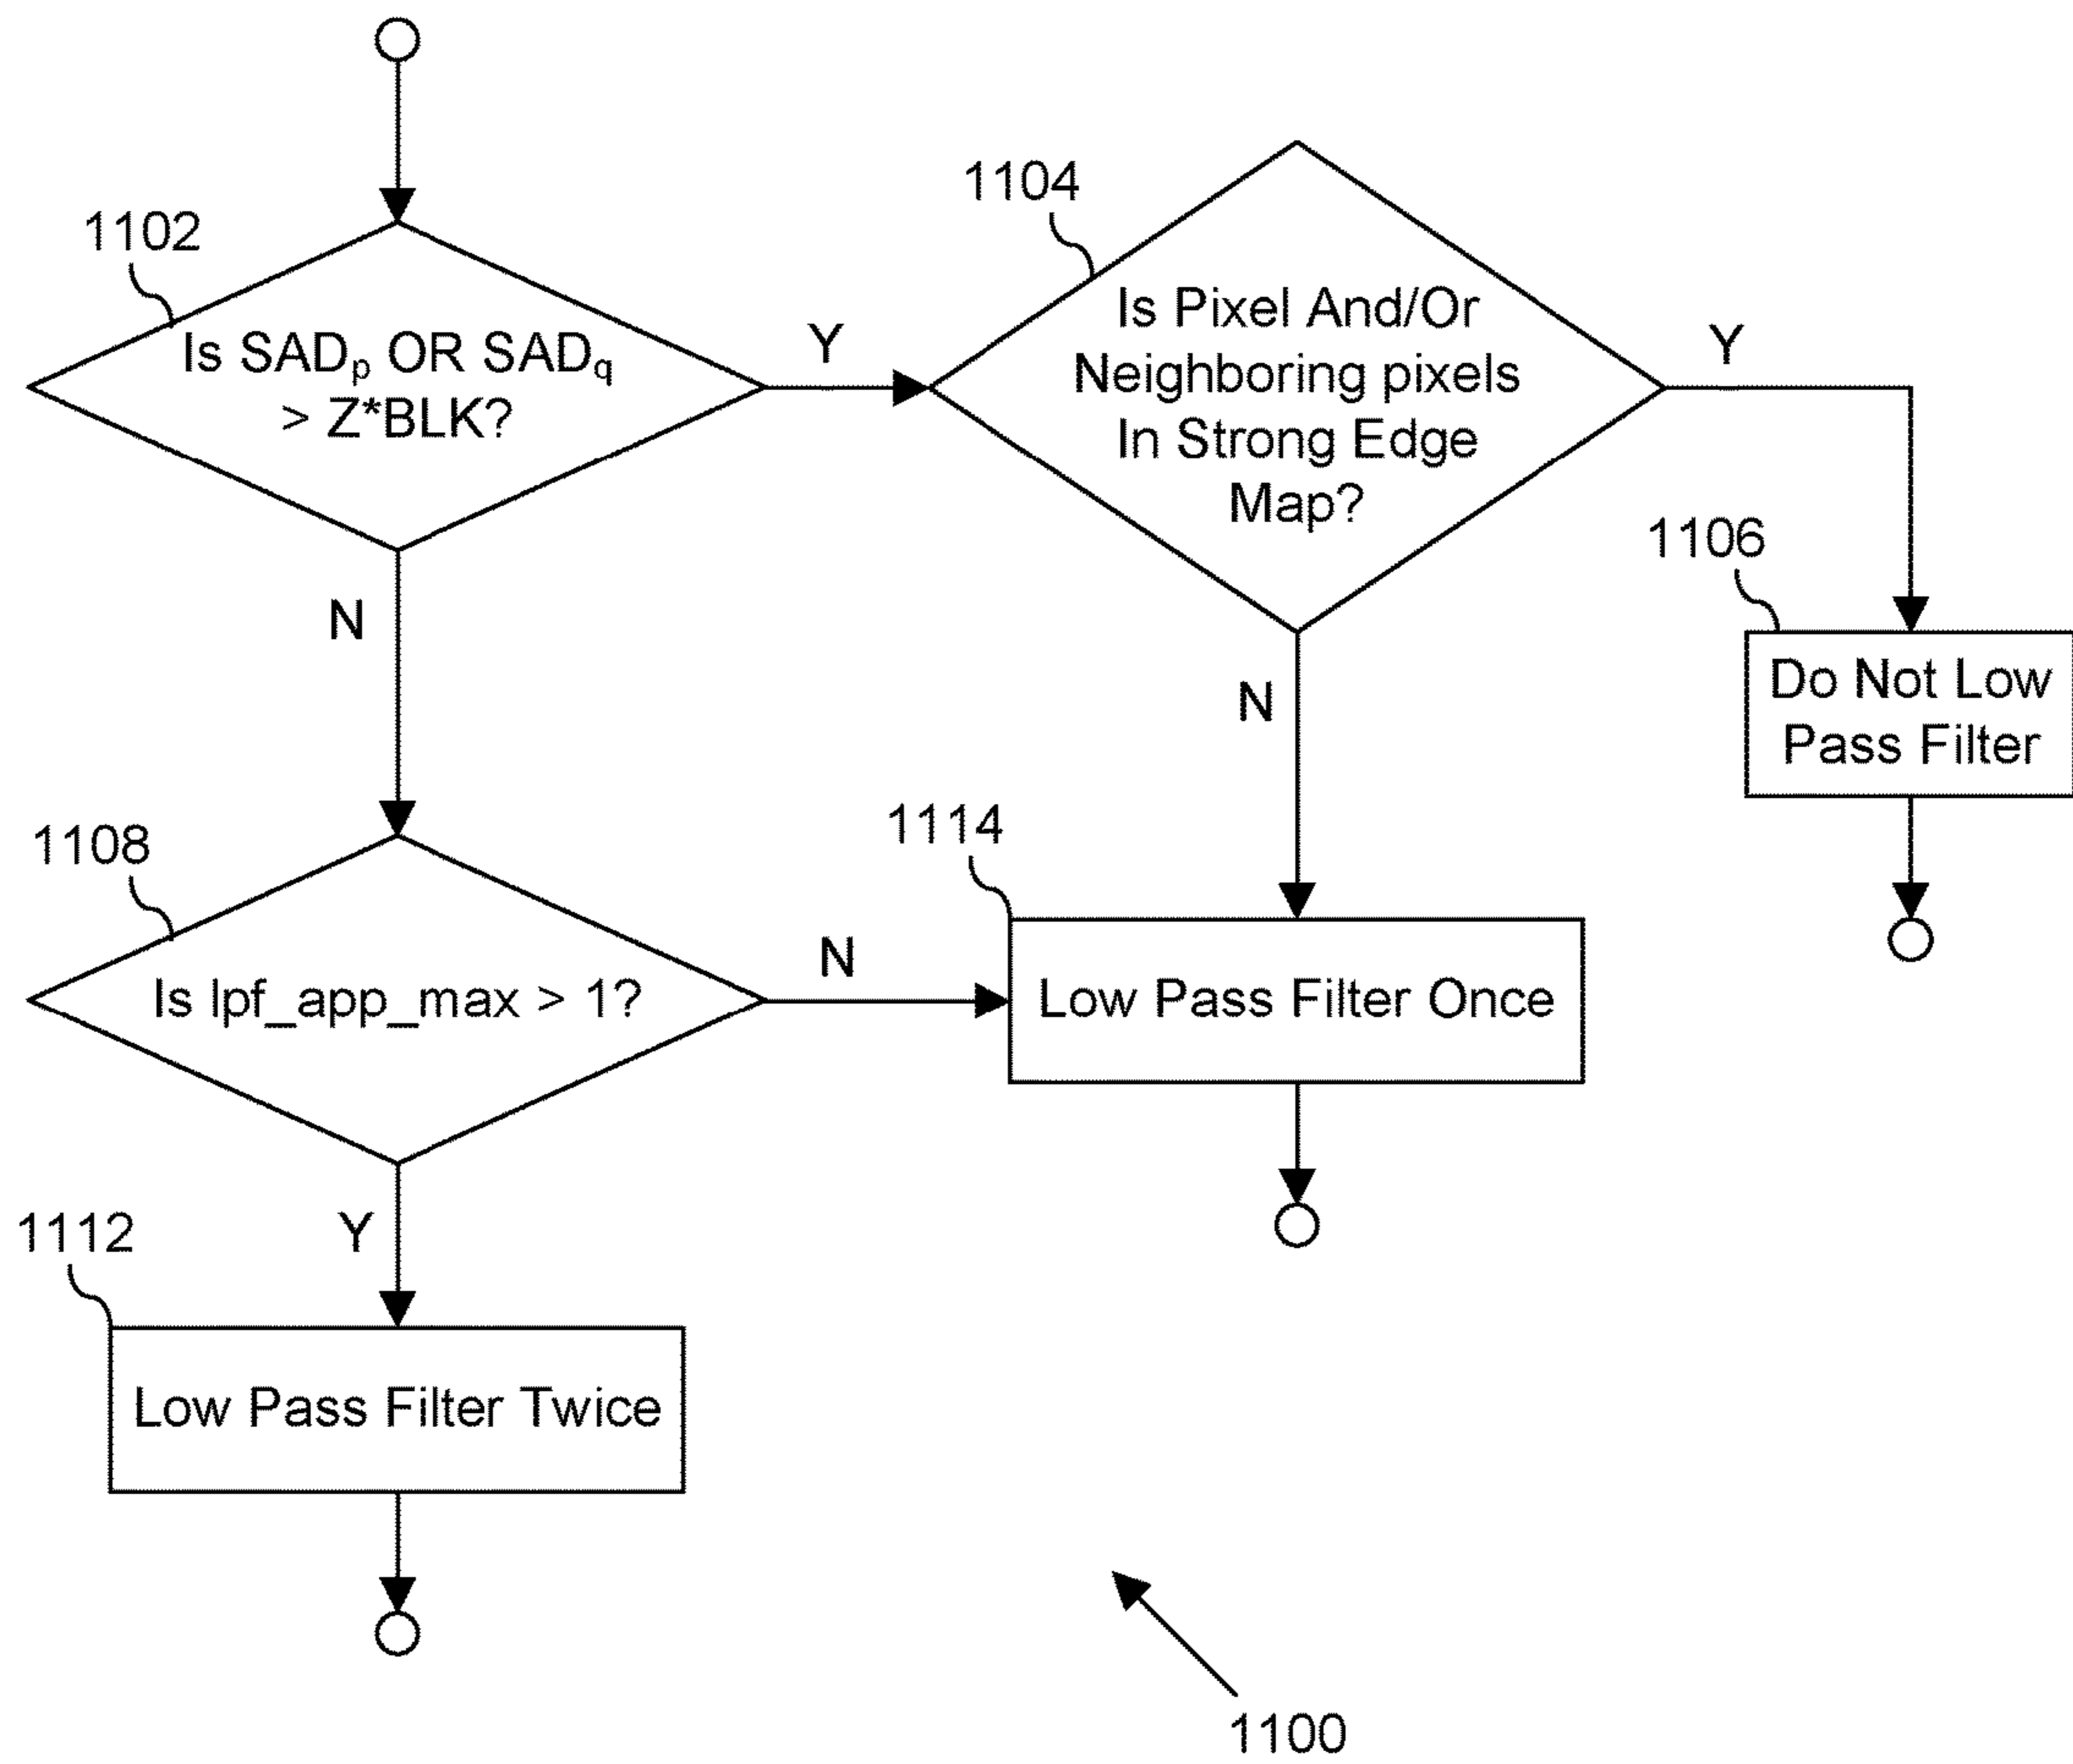 1102
Is SADp OR SADq
> Z*BLK?
Y
N
1104
Is Pixel And/Or
Neighboring pixels
In Strong Edge
Map?
Y
N
1106
Do Not Low
Pass Filter
1108
Is lpf_app_max > 1?
N
Y
1114
Low Pass Filter Once
1112
Low Pass Filter Twice
1100